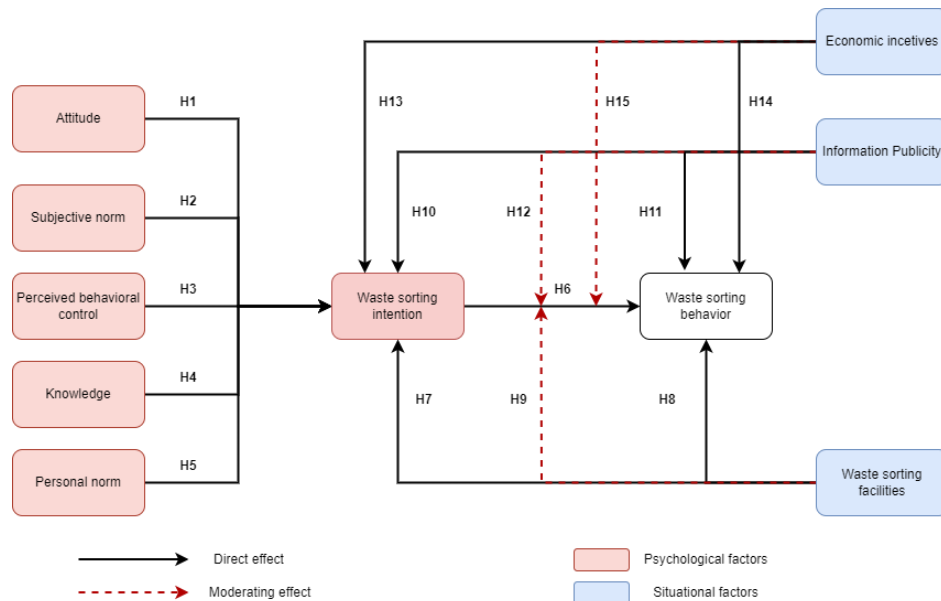 Economic incetives
H1
H13
H15
H14
Attitude
Information Publicity
H2
H10
H12
H11
Subjective norm
H3
Perceived behavioral
control
Waste sorting
intention
H6
Waste sorting
behavior
H4
Knowledge
H7
H9
H8
H5
Personal norm
Waste sorting
facilities
Direct effect
Psychological factors
Moderating effect
Situational factors